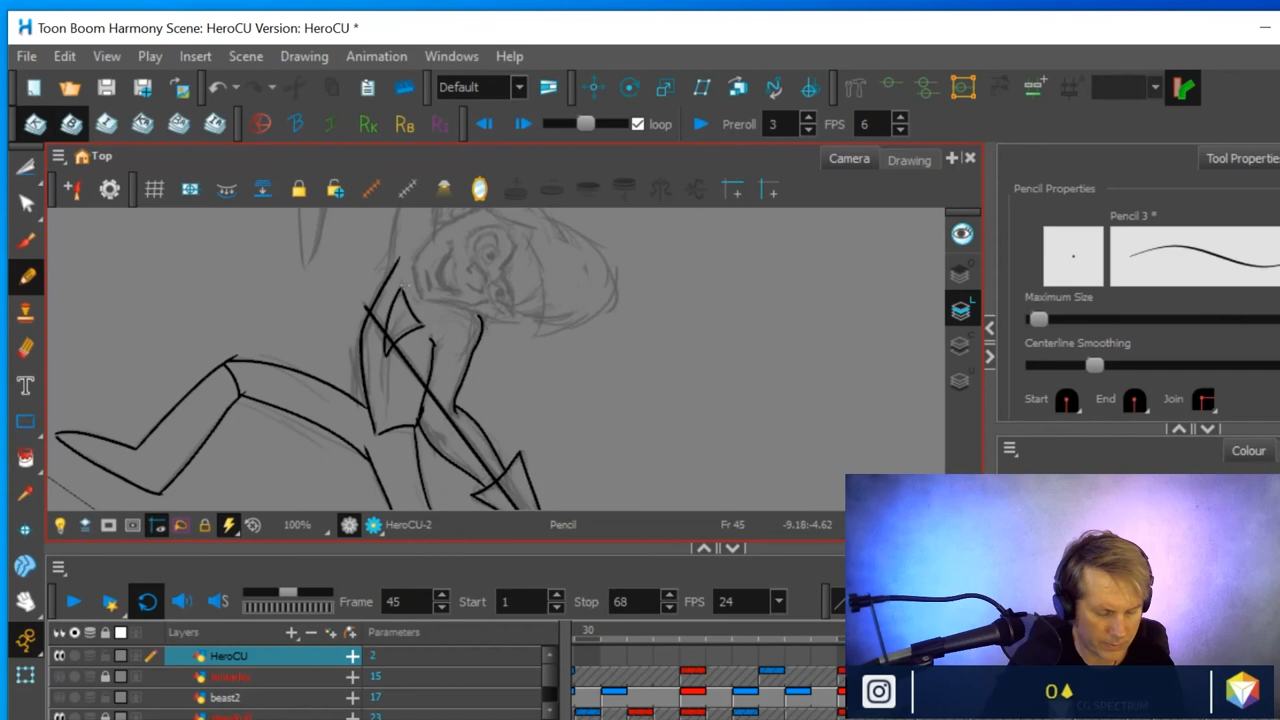 Toon Boom Harmony Scene: HeroCU Version: HeroCU *
File Edit View Play Insert Scene Drawing Animation Windows Help
Default
loop Preroll 3 FPS 6
Top Camera Drawing Tool Properties
Pencil Properties
Pencil 3 *
Maximum Size
Centerline Smoothing
Start End Join
Colour
100% HeroCU-2 Pencil Fr 45 -9.18:-4.62
Frame 45 Start 1 Stop 68 FPS 24
Layers Parameters 30
HeroCU 2
15
beast2 17
23
0
CG SPECTRUM